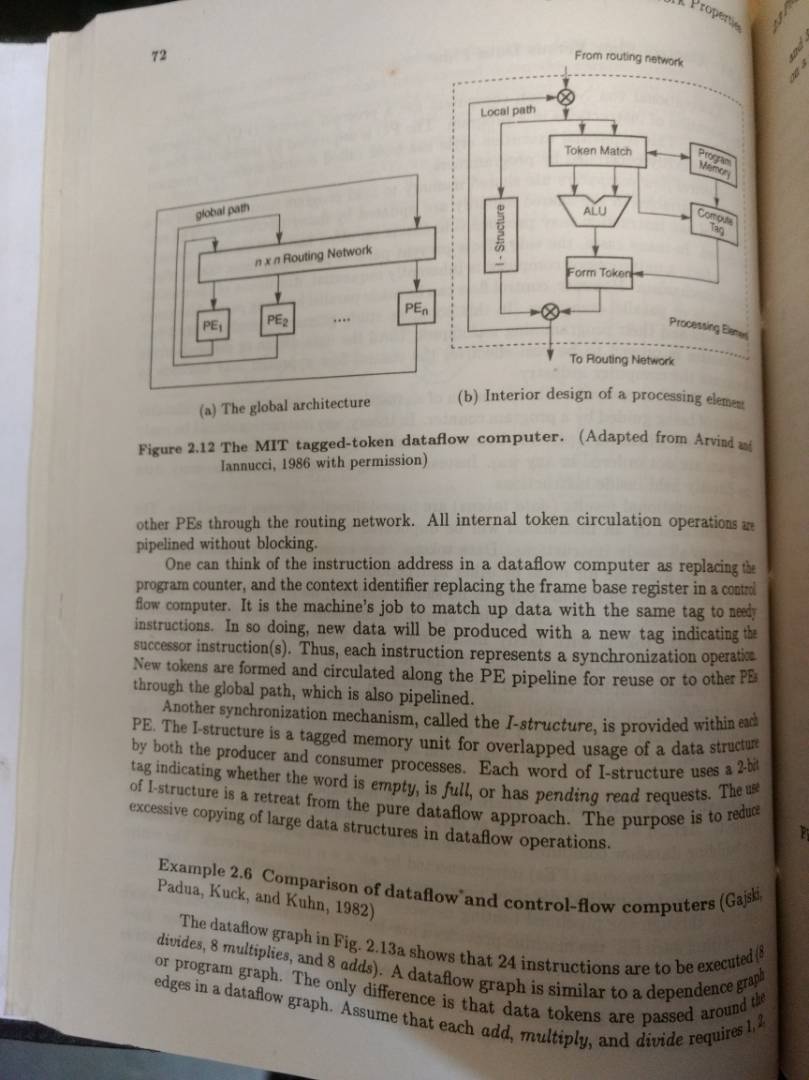 72
Properties
From routing network
Local path
Token Match
Program
Memory
ALU
Compute
Tag
I - Structure
Form Token
Processing Element
To Routing Network
global path
n x n Routing Network
PE1
PE2
....
PEn
(a) The global architecture
(b) Interior design of a processing element
Figure 2.12 The MIT tagged-token dataflow computer. (Adapted from Arvind and
Iannucci, 1986 with permission)
other PEs through the routing network. All internal token circulation operations are
pipelined without blocking.
One can think of the instruction address in a dataflow computer as replacing the
program counter, and the context identifier replacing the frame base register in a control
flow computer. It is the machine's job to match up data with the same tag to needy
instructions. In so doing, new data will be produced with a new tag indicating the
successor instruction(s). Thus, each instruction represents a synchronization operation.
New tokens are formed and circulated along the PE pipeline for reuse or to other PEs
through the global path, which is also pipelined.
Another synchronization mechanism, called the I-structure, is provided within each
PE. The I-structure is a tagged memory unit for overlapped usage of a data structure
by both the producer and consumer processes. Each word of I-structure uses a 2-bit
tag indicating whether the word is empty, is full, or has pending read requests. The use
of I-structure is a retreat from the pure dataflow approach. The purpose is to reduce
excessive copying of large data structures in dataflow operations.
Example 2.6 Comparison of dataflow and control-flow computers (Gajski,
Padua, Kuck, and Kuhn, 1982)
The dataflow graph in Fig. 2.13a shows that 24 instructions are to be executed (8
divides, 8 multiplies, and 8 adds). A dataflow graph is similar to a dependence graph
or program graph. The only difference is that data tokens are passed around the
edges in a dataflow graph. Assume that each add, multiply, and divide requires 1, 2,